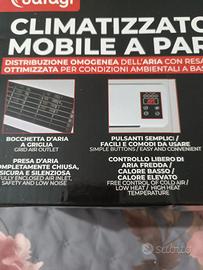 CLIMATIZZATO
MOBILE A PAR
DISTRIBUZIONE OMOGENEA DELL'ARIA CON RESA
OTTIMIZZATA PER CONDIZIONI AMBIENTALI A BAS
BOCCHETTA D'ARIA
A GRIGLIA
GRID AIR OUTLET
PRESA D'ARIA
COMPLETAMENTE CHIUSA,
SICURA E SILENZIOSA
FULLY ENCLOSED AIR INLET,
SAFETY AND LOW NOISE
PULSANTI SEMPLICI /
FACILI E COMODI DA USARE
SIMPLE BUTTONS / EASY AND CONVENIENT
CONTROLLO LIBERO DI
ARIA FREDDA /
CALORE BASSO /
CALORE ELEVATO
FREE CONTROL OF COLD AIR /
LOW HEAT / HIGH HEAT
TEMPERATURE
subito